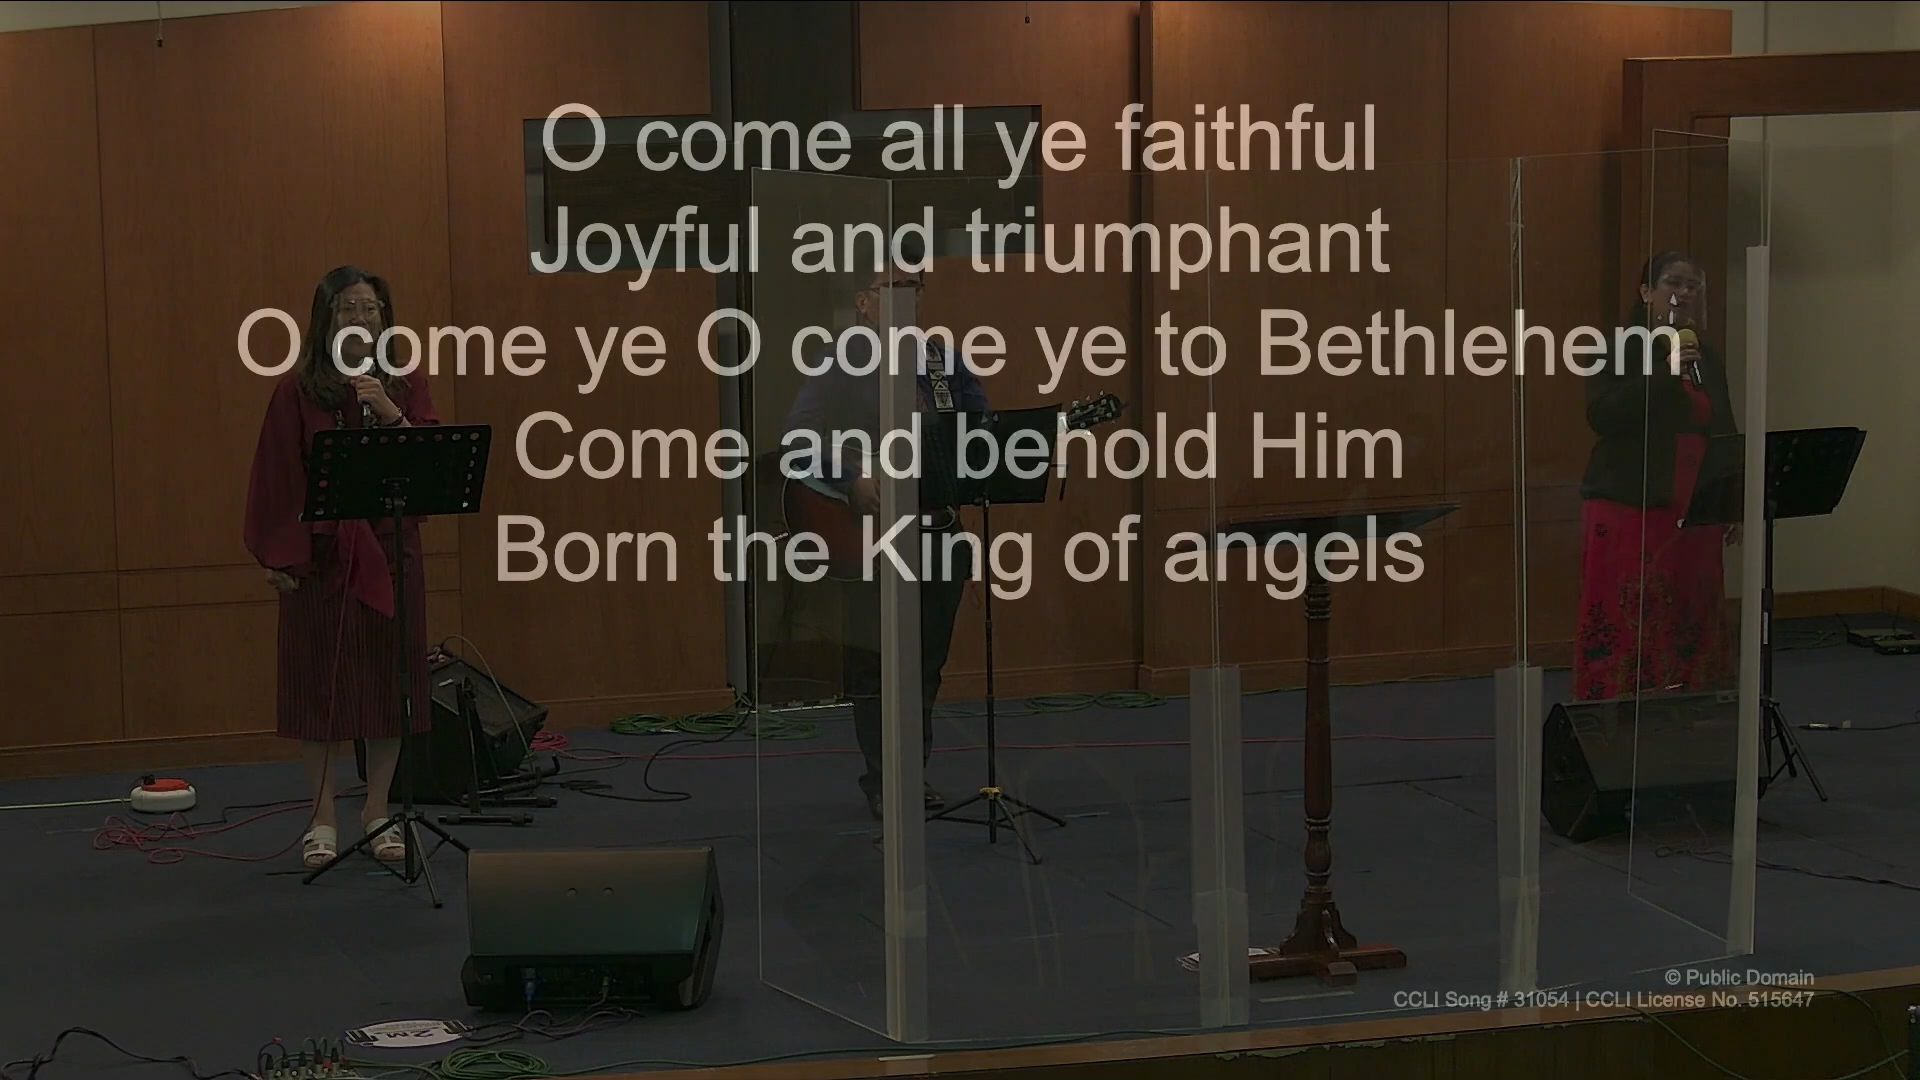 O come all ye faithful
Joyful and triumphant
O come ye O come ye to Bethlehem
Come and behold Him
Born the King of angels
© Public Domain
CCLI Song # 31054 | CCLI License No. 515647
2M